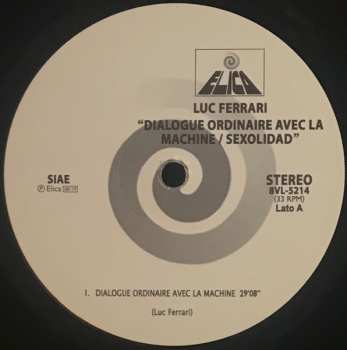 ELICA
LUC FERRARI
"DIALOGUE ORDINAIRE AVEC LA
MACHINE / SEXOLIDAD"
SIAE
℗ Elica
STEREO
8VL-5214
(33 RPM)
Lato A
1. DIALOGUE ORDINAIRE AVEC LA MACHINE 29'08"
(Luc Ferrari)